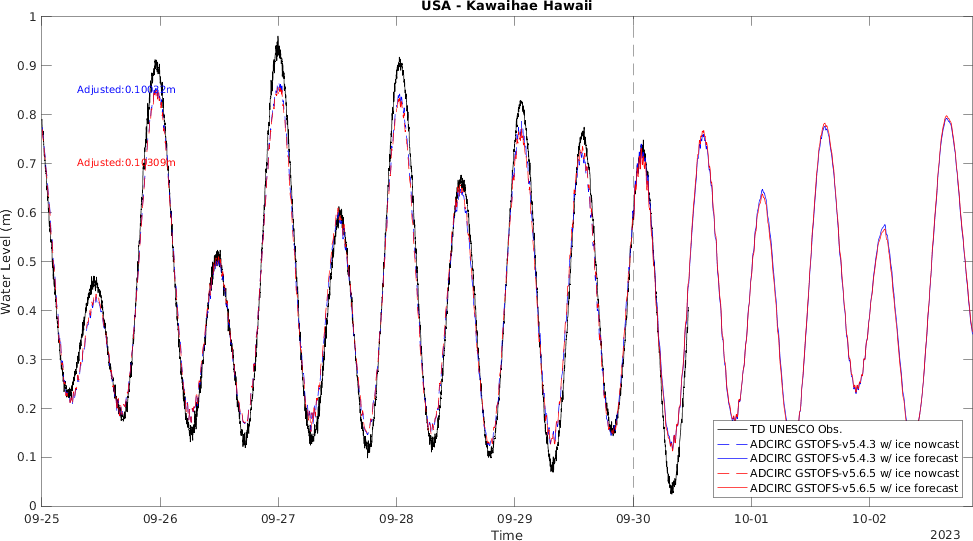 USA - Kawaihae Hawaii
1
0.9
0.8
0.7
0.6
0.5
0.4
0.3
0.2
0.1
0
Water Level (m)
Adjusted:0.10022m
Adjusted:0.10309m
TD UNESCO Obs.
ADCIRC GSTOFS-v5.4.3 w/ ice nowcast
ADCIRC GSTOFS-v5.4.3 w/ ice forecast
ADCIRC GSTOFS-v5.6.5 w/ ice nowcast
ADCIRC GSTOFS-v5.6.5 w/ ice forecast
09-25 09-26 09-27 09-28 09-29 09-30 10-01 10-02
Time
2023